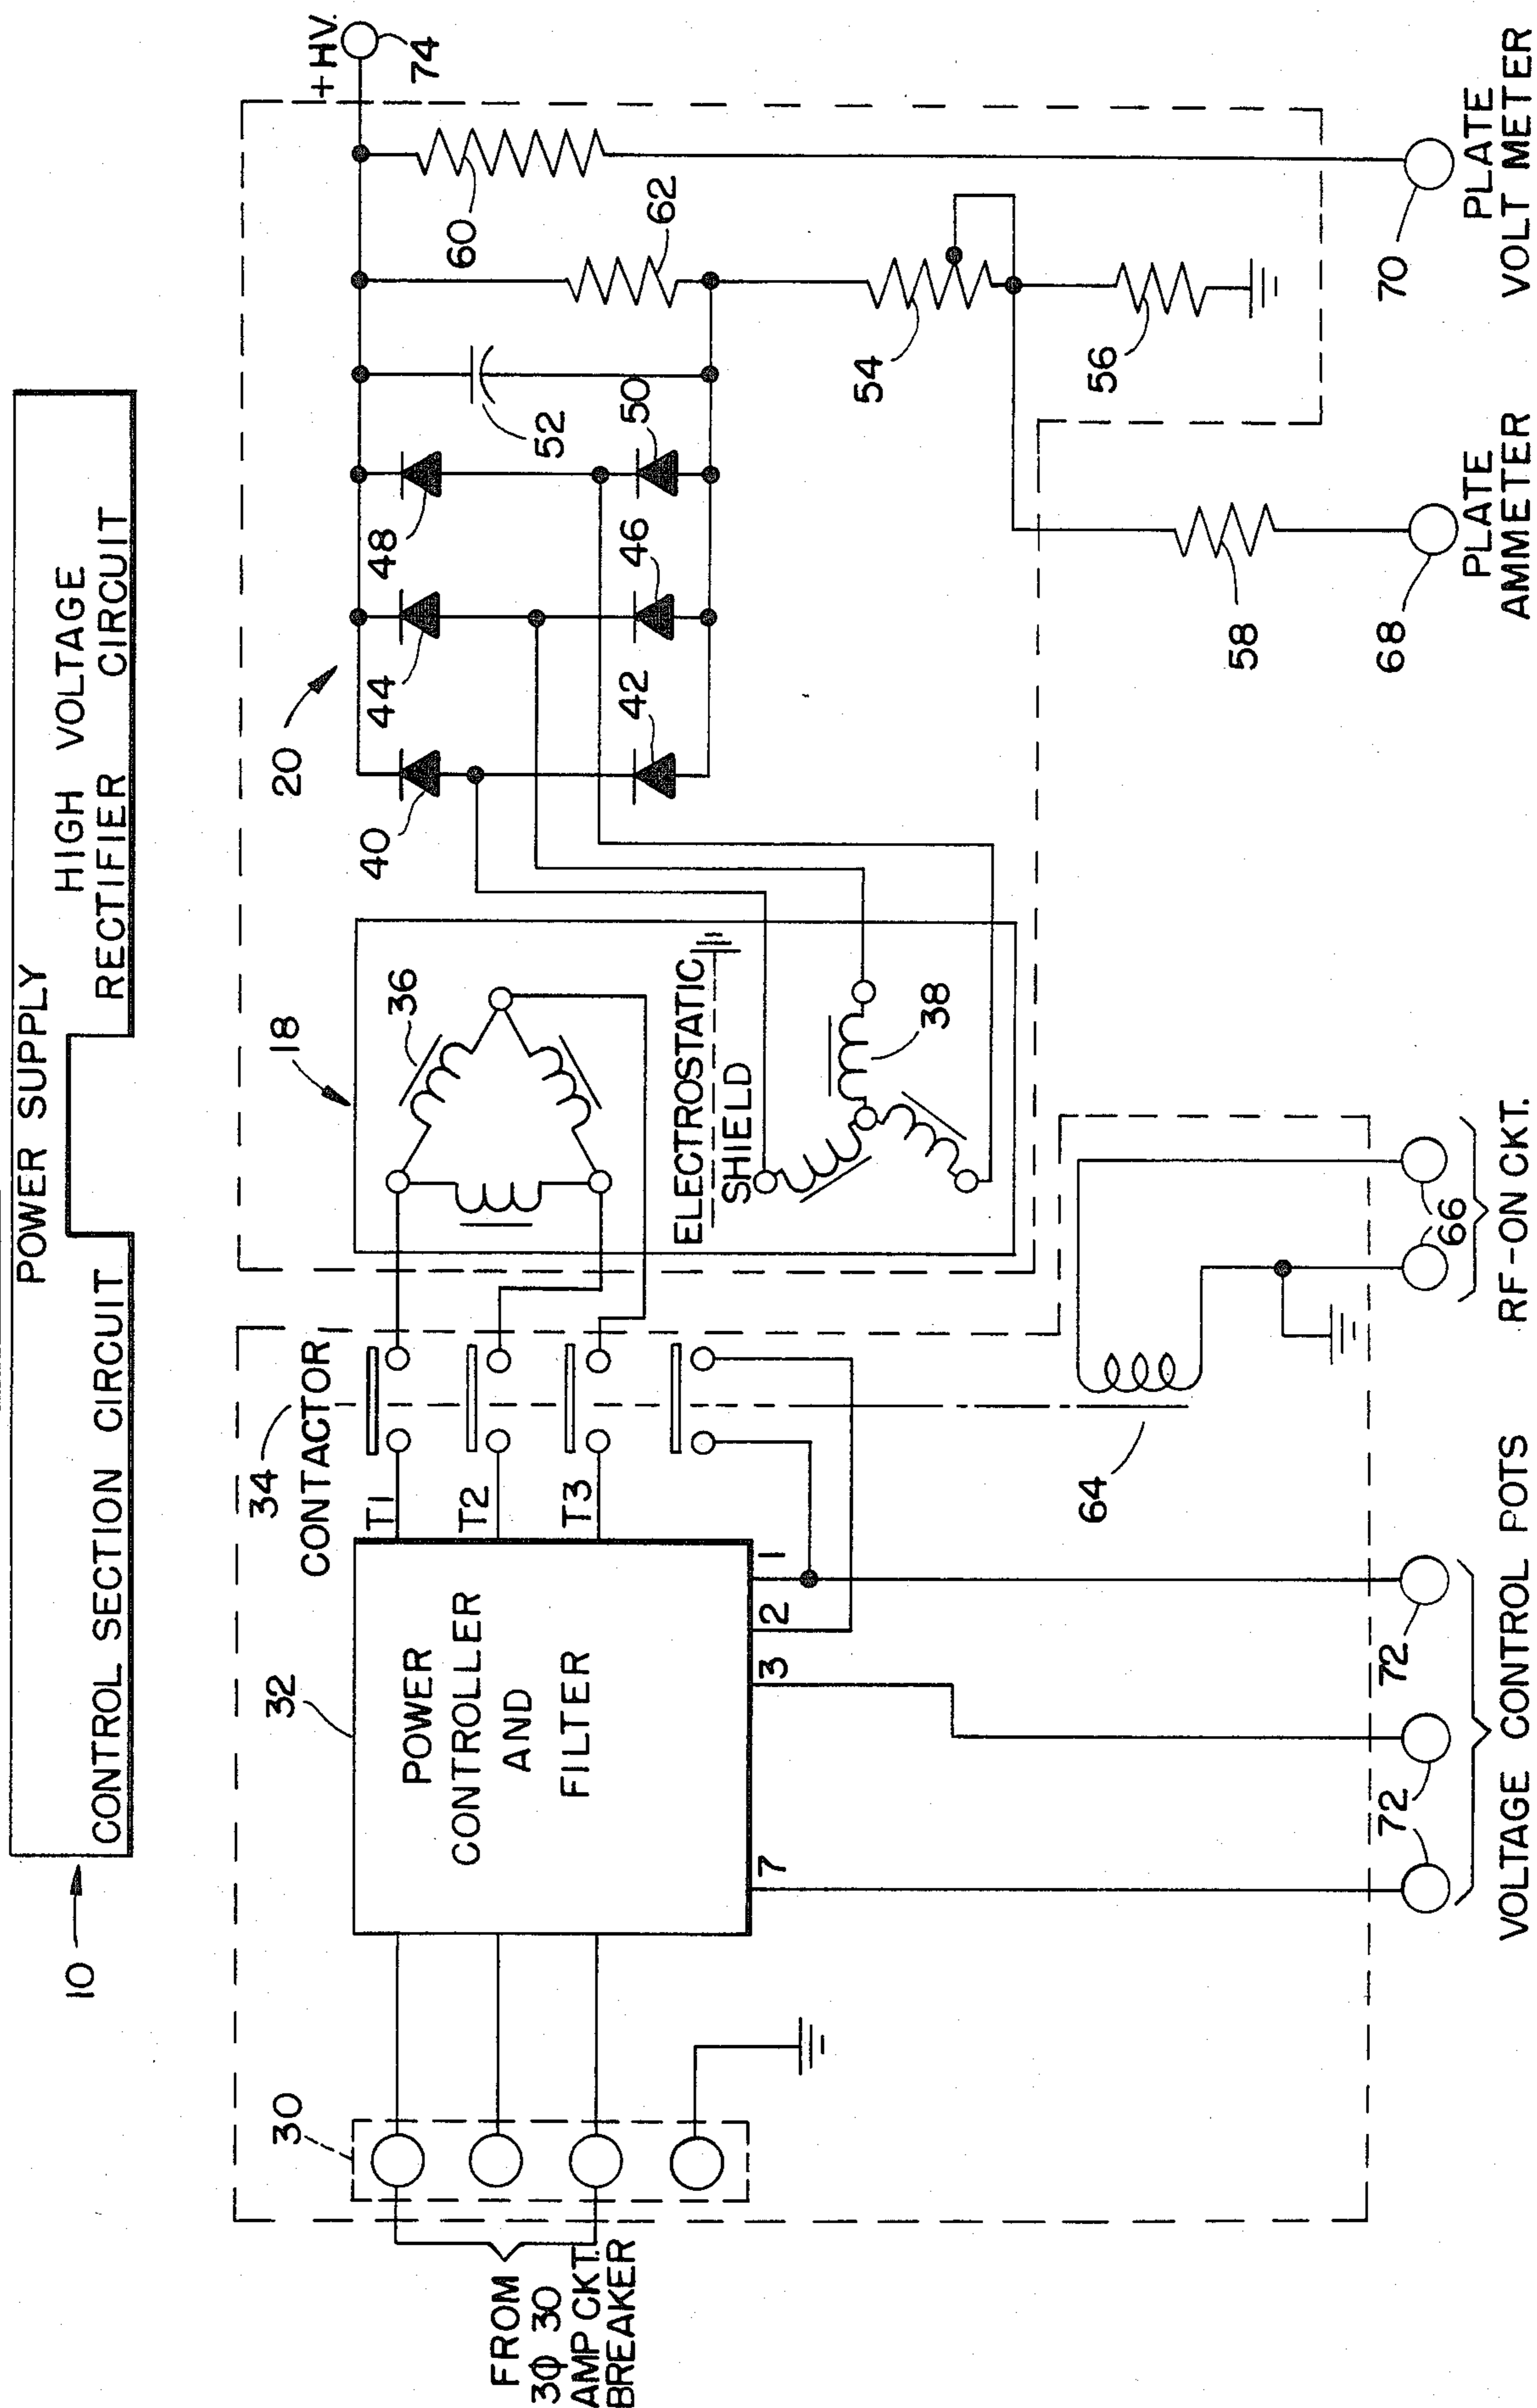 POWER SUPPLY
10
CONTROL SECTION CIRCUIT
HIGH VOLTAGE
RECTIFIER CIRCUIT
FROM
3Φ 30
AMP CKT.
BREAKER
30
32
POWER
CONTROLLER
AND
FILTER
7
3
2
1
T1
T2
T3
34
CONTACTOR
64
18
36
ELECTROSTATIC
SHIELD
38
20
40
44
48
42
46
50
52
62
60
54
56
58
+HV.
74
72
72
VOLTAGE CONTROL POTS
66
RF-ON CKT.
68
PLATE
AMMETER
70
PLATE
VOLT METER